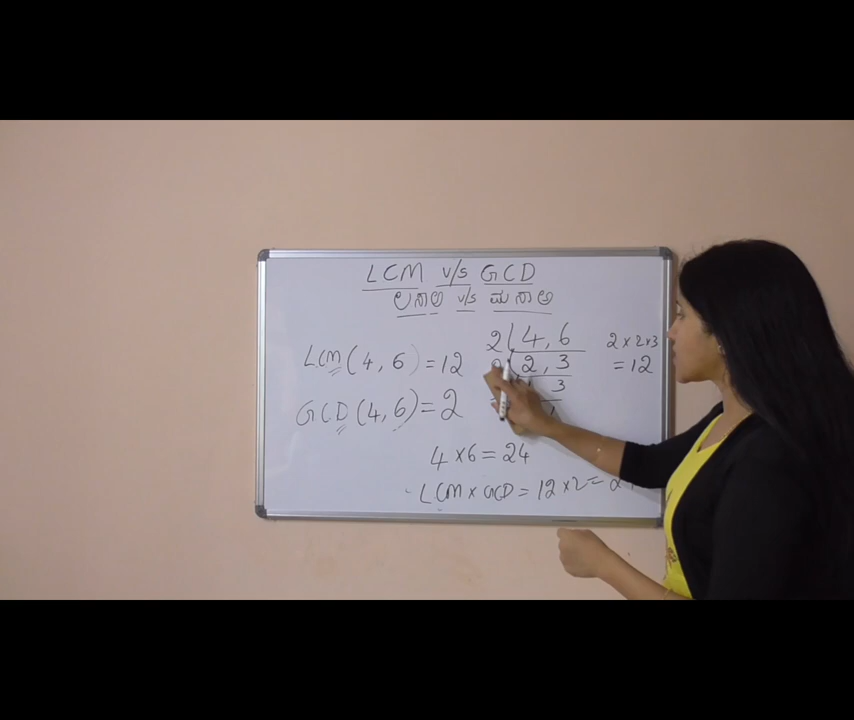 LCM v/s GCD
ಲಸಾಅ v/s ಮಸಾಅ
LCM (4, 6) = 12
GCD (4, 6) = 2
2 | 4, 6
2, 3
3
2 x 2 x 3
= 12
4 x 6 = 24
LCM x GCD = 12 x 2 =